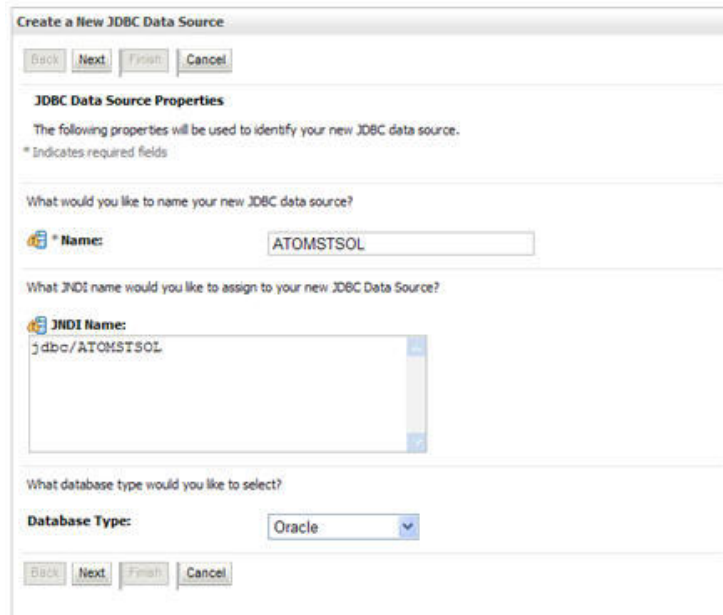 Create a New JDBC Data Source
Back Next Finish Cancel
JDBC Data Source Properties
The following properties will be used to identify your new JDBC data source.
* Indicates required fields
What would you like to name your new JDBC data source?
* Name: ATOMSTSOL
What JNDI name would you like to assign to your new JDBC Data Source?
JNDI Name:
jdbc/ATOMSTSOL
What database type would you like to select?
Database Type: Oracle
Back Next Finish Cancel